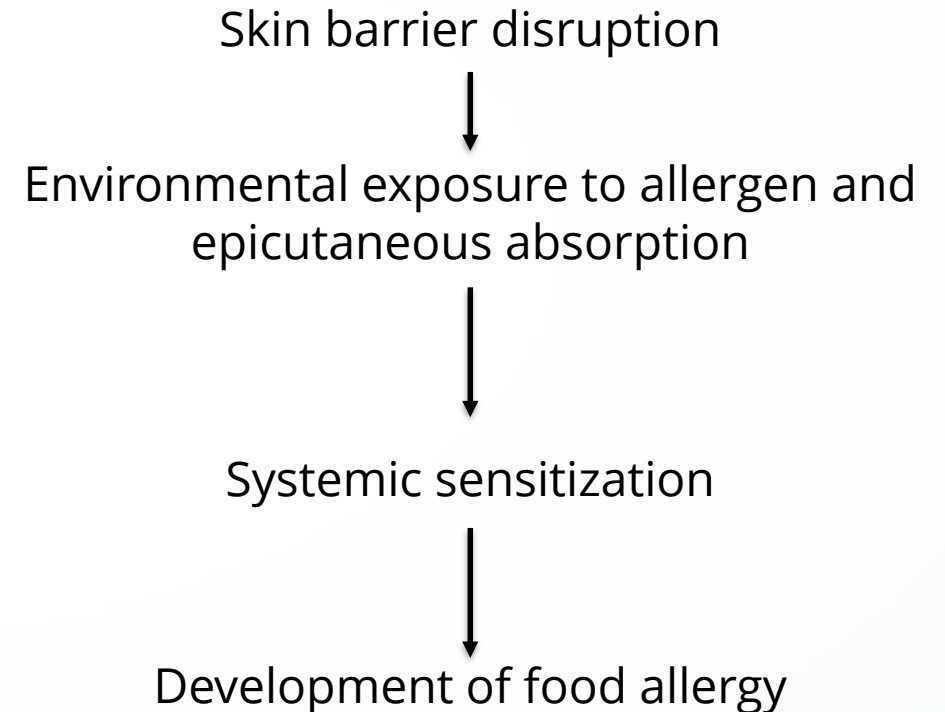 Skin barrier disruption
Environmental exposure to allergen and
epicutaneous absorption
Systemic sensitization
Development of food allergy